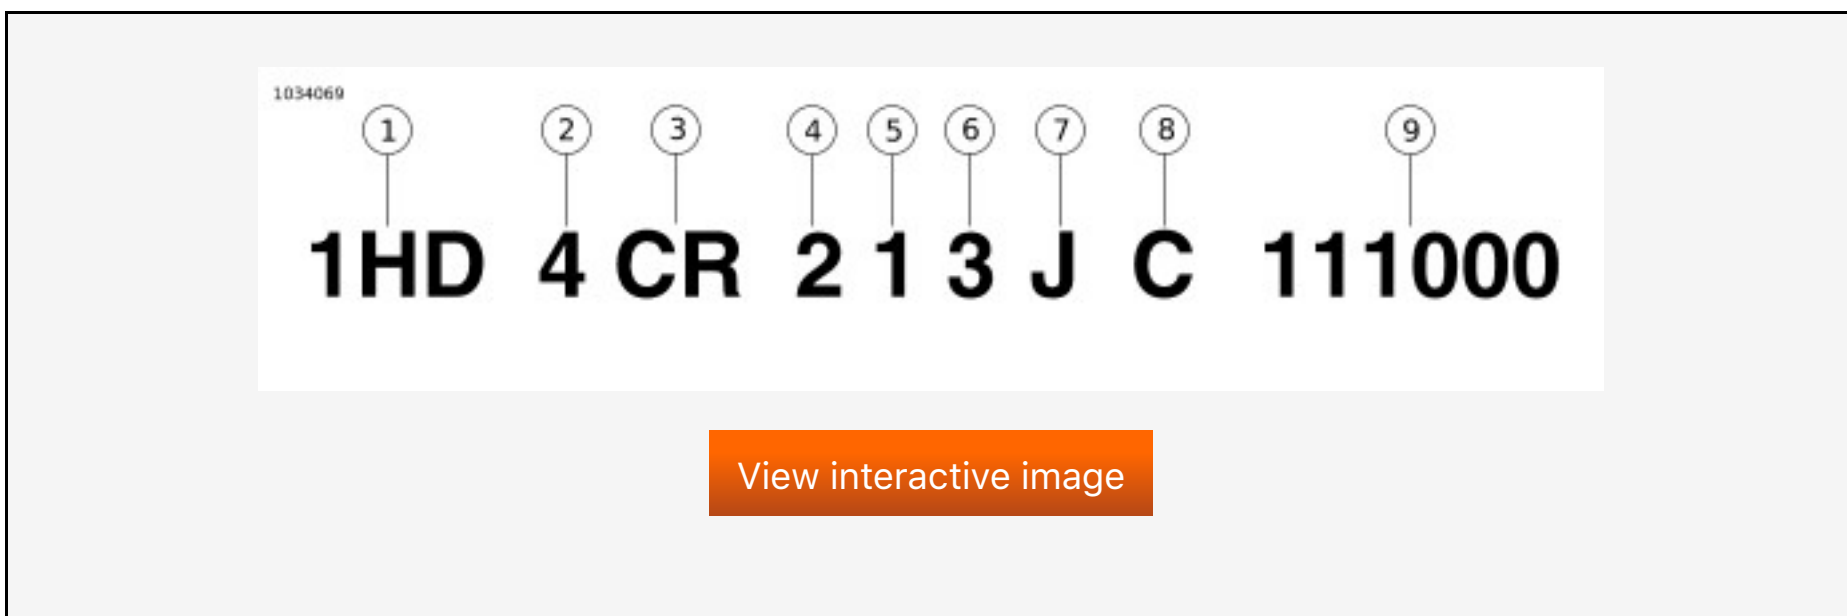 1034069
1 2 3 4 5 6 7 8 9
1HD 4 CR 2 1 3 J C 111000
View interactive image